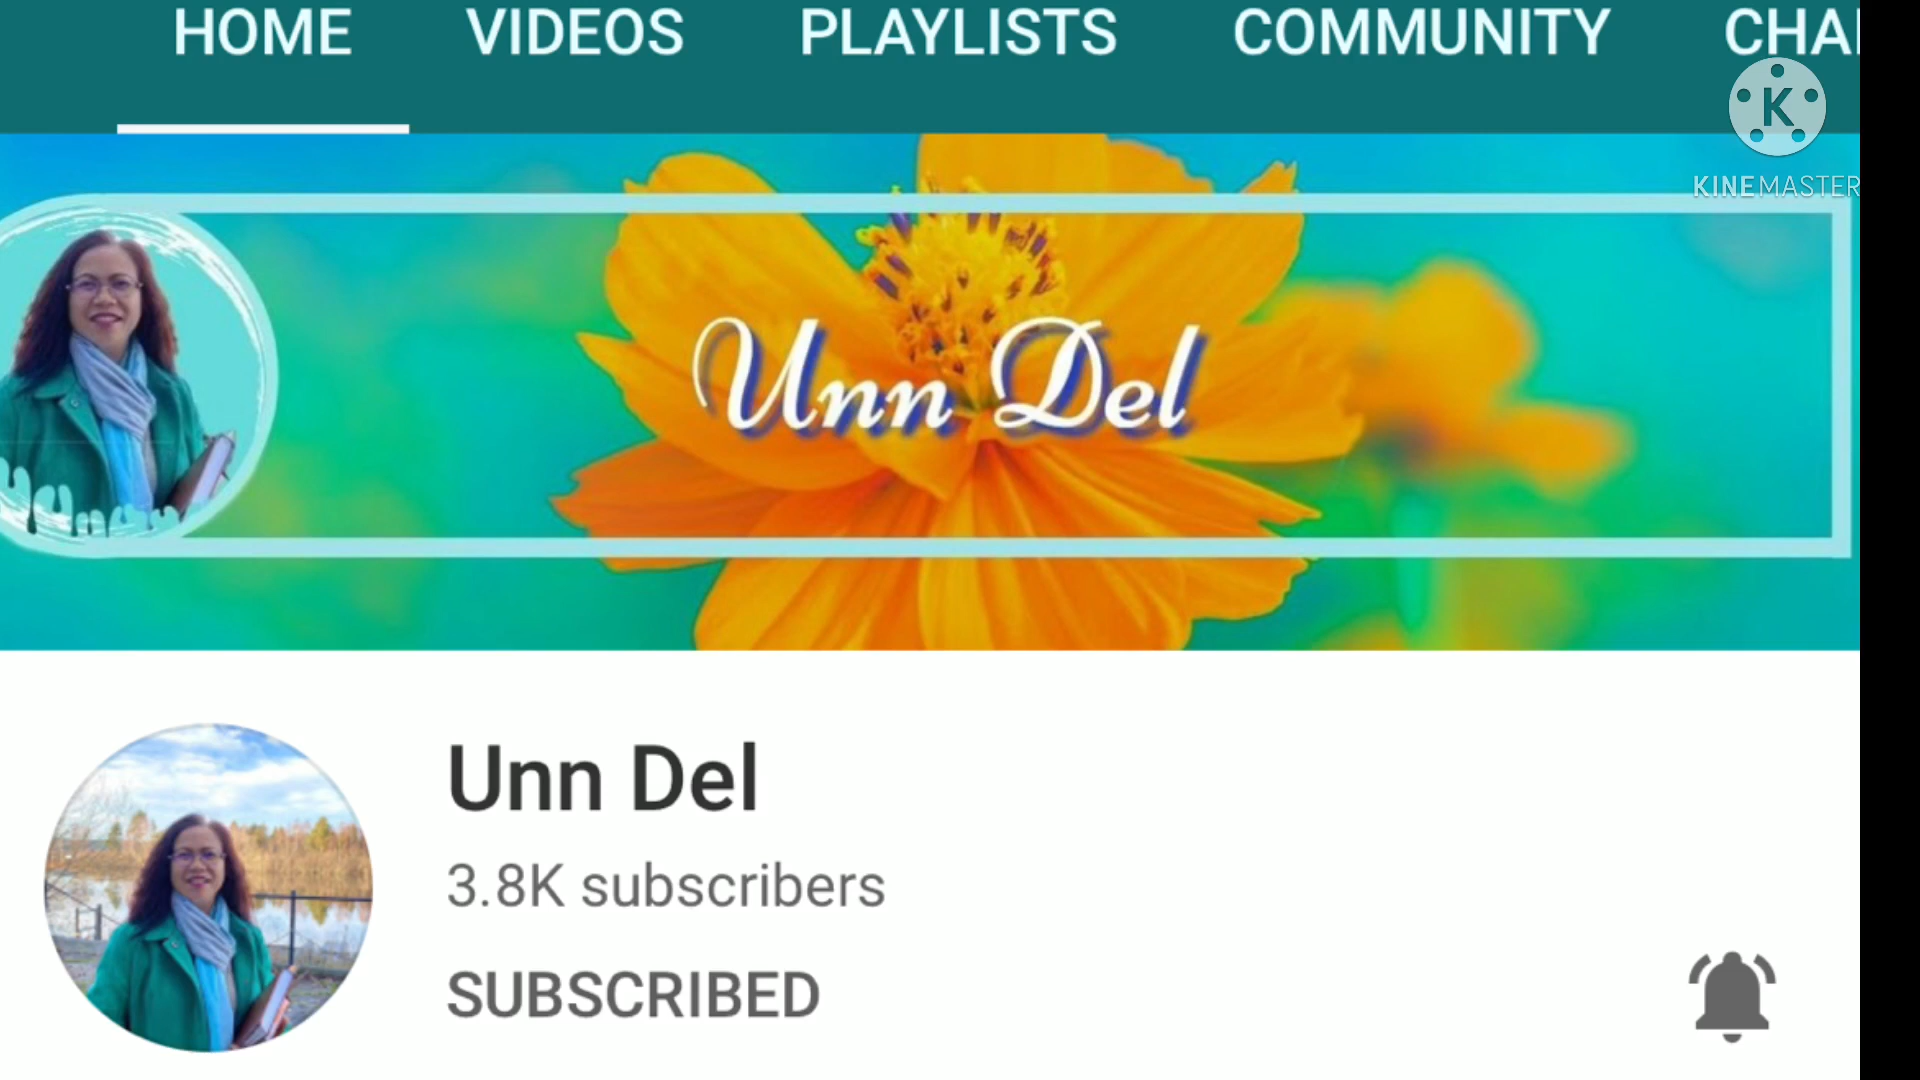 HOME VIDEOS PLAYLISTS COMMUNITY CHA
K
KINEMASTER
Unn Del
Unn Del
3.8K subscribers
SUBSCRIBED